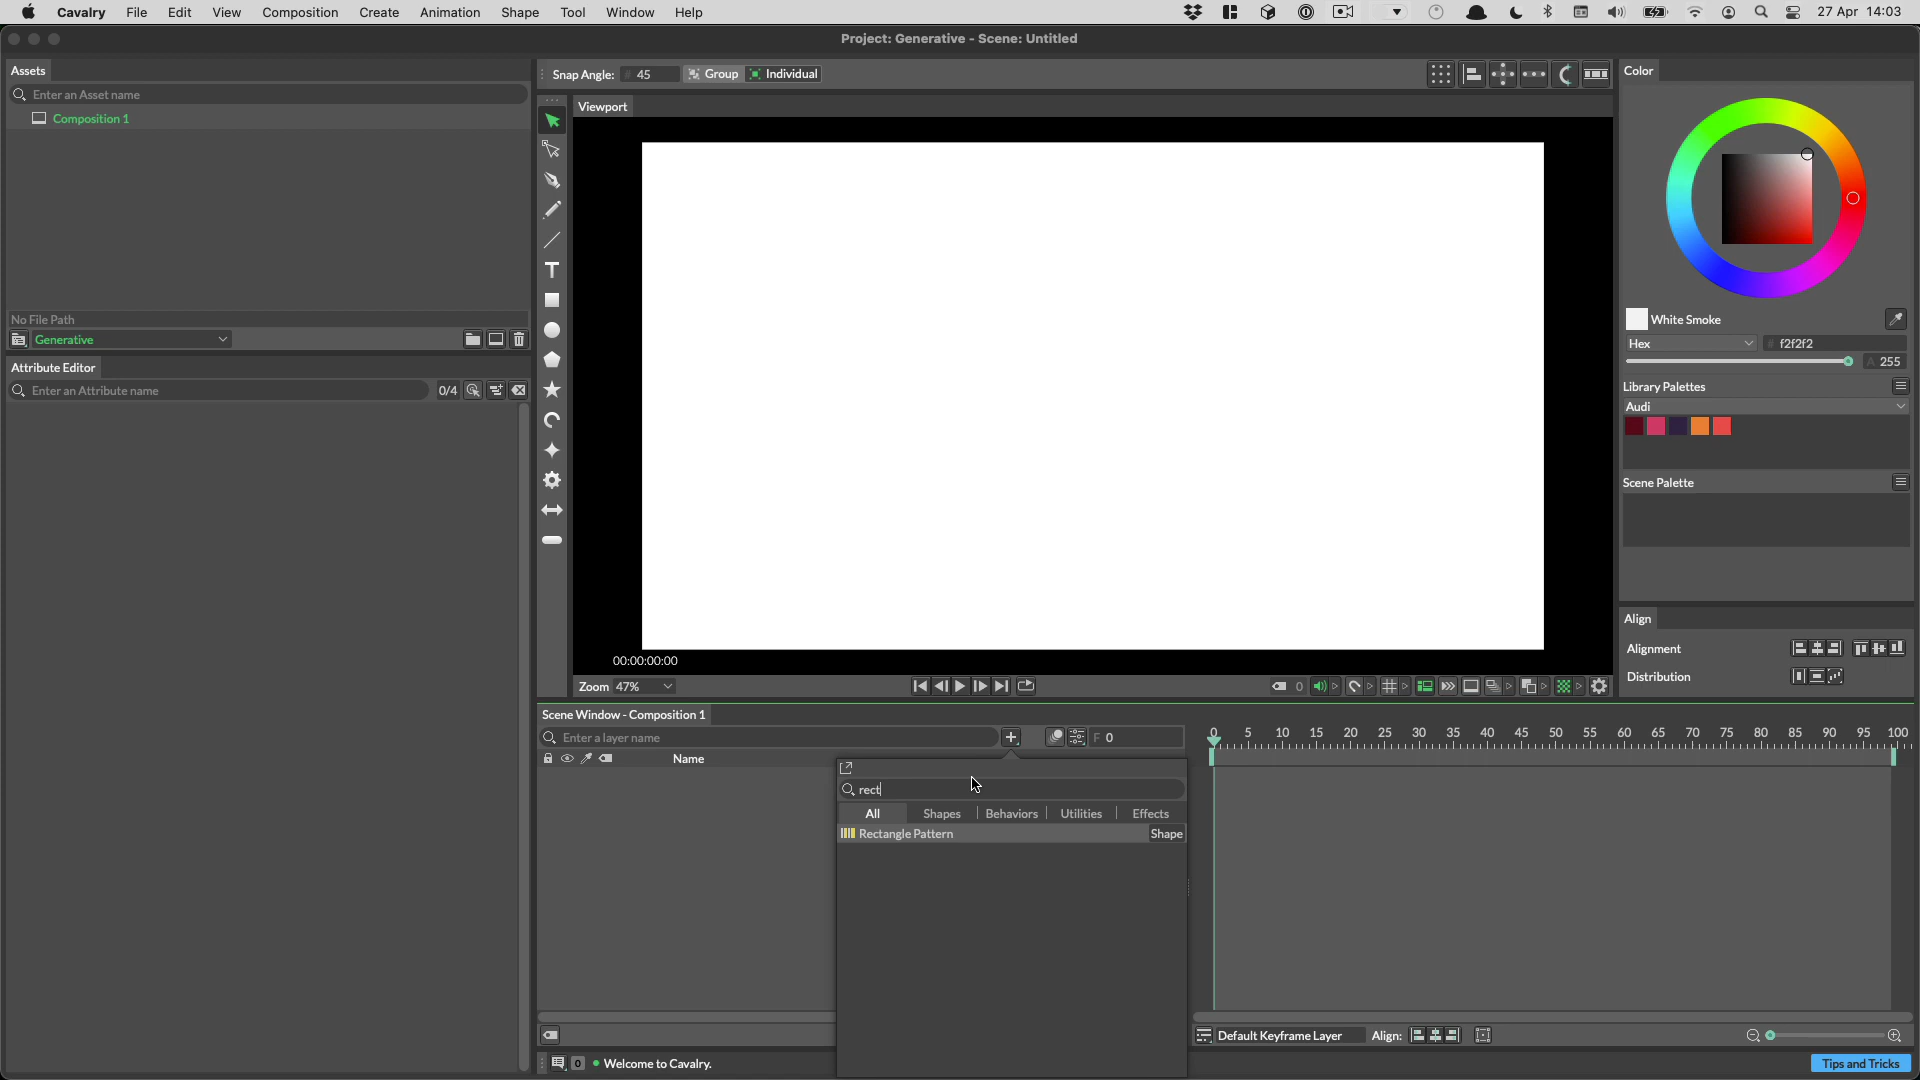 Cavalry File Edit View Composition Create Animation Shape Tool Window Help 27 Apr 14:03
Project: Generative - Scene: Untitled
Assets
Enter an Asset name
Composition 1
No File Path
Generative
Attribute Editor
Enter an Attribute name 0/4
Snap Angle: 45 Group Individual
Viewport
00:00:00:00
Zoom 47% 0
Color
White Smoke
Hex # f2f2f2
A 255
Library Palettes
Audi
Scene Palette
Align
Alignment
Distribution
Scene Window - Composition 1
Enter a layer name F 0
Name
0 5 10 15 20 25 30 35 40 45 50 55 60 65 70 75 80 85 90 95 100
rect
All Shapes Behaviors Utilities Effects
Rectangle Pattern Shape
Default Keyframe Layer Align:
0 Welcome to Cavalry.
Tips and Tricks